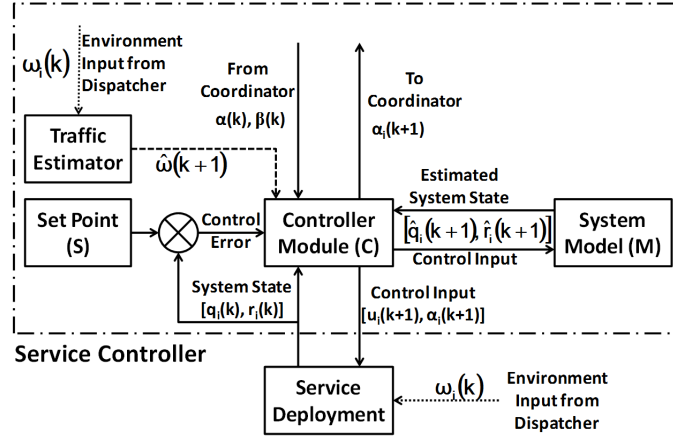 ω_i(k)
Environment
Input from
Dispatcher
From
Coordinator
α(k), β(k)
To
Coordinator
α_i(k+1)
Traffic
Estimator
ω̂(k+1)
Estimated
System State
Set Point
(S)
Control
Error
Controller
Module (C)
[q̂_i(k+1), r̂_i(k+1)]
Control Input
System
Model (M)
System State
[q_i(k), r_i(k)]
Control Input
[u_i(k+1), α_i(k+1)]
Service Controller
Service
Deployment
ω_i(k)
Environment
Input from
Dispatcher